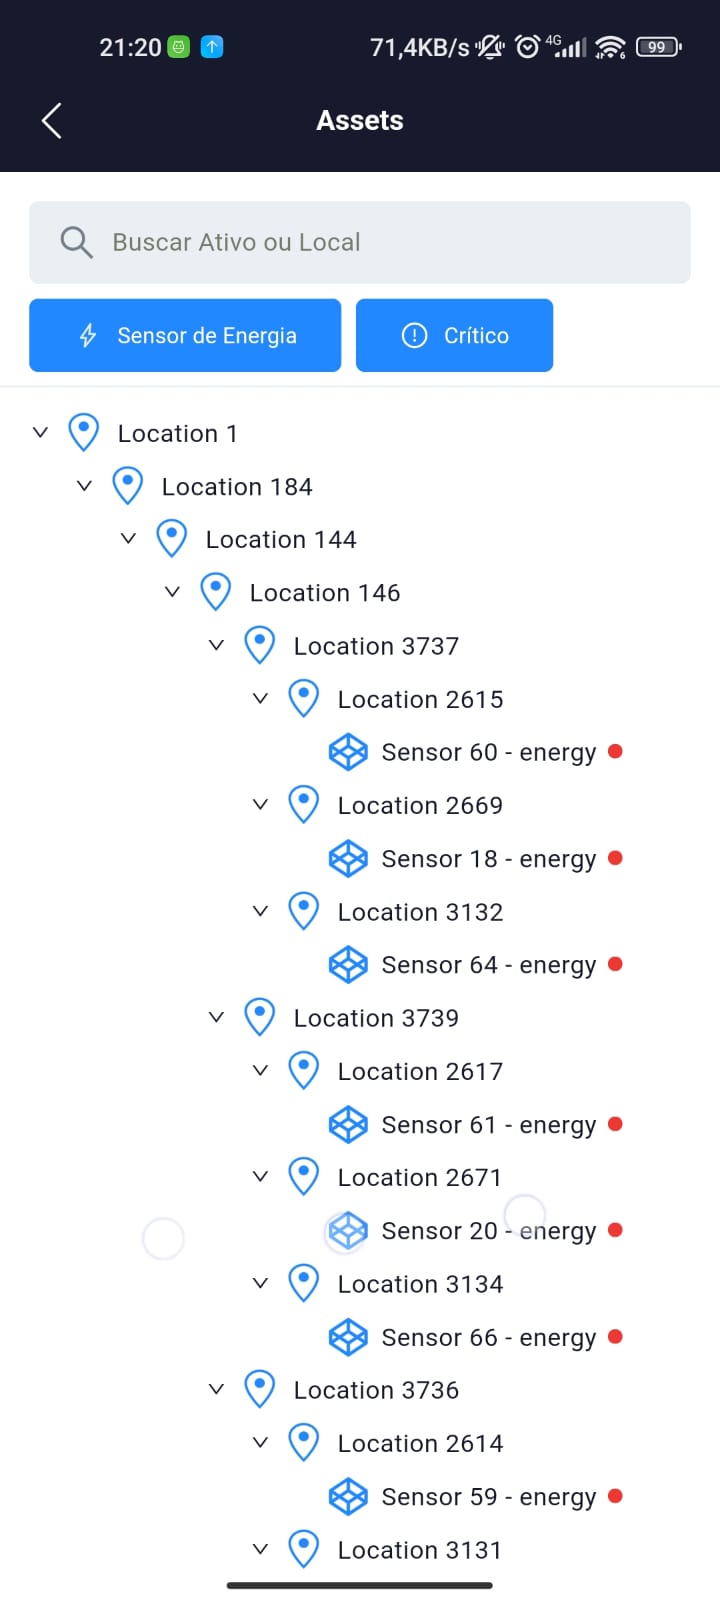 21:20 71,4KB/s 4G 6 99
Assets
Buscar Ativo ou Local
Sensor de Energia Crítico
Location 1
Location 184
Location 144
Location 146
Location 3737
Location 2615
Sensor 60 - energy
Location 2669
Sensor 18 - energy
Location 3132
Sensor 64 - energy
Location 3739
Location 2617
Sensor 61 - energy
Location 2671
Sensor 20 - energy
Location 3134
Sensor 66 - energy
Location 3736
Location 2614
Sensor 59 - energy
Location 3131